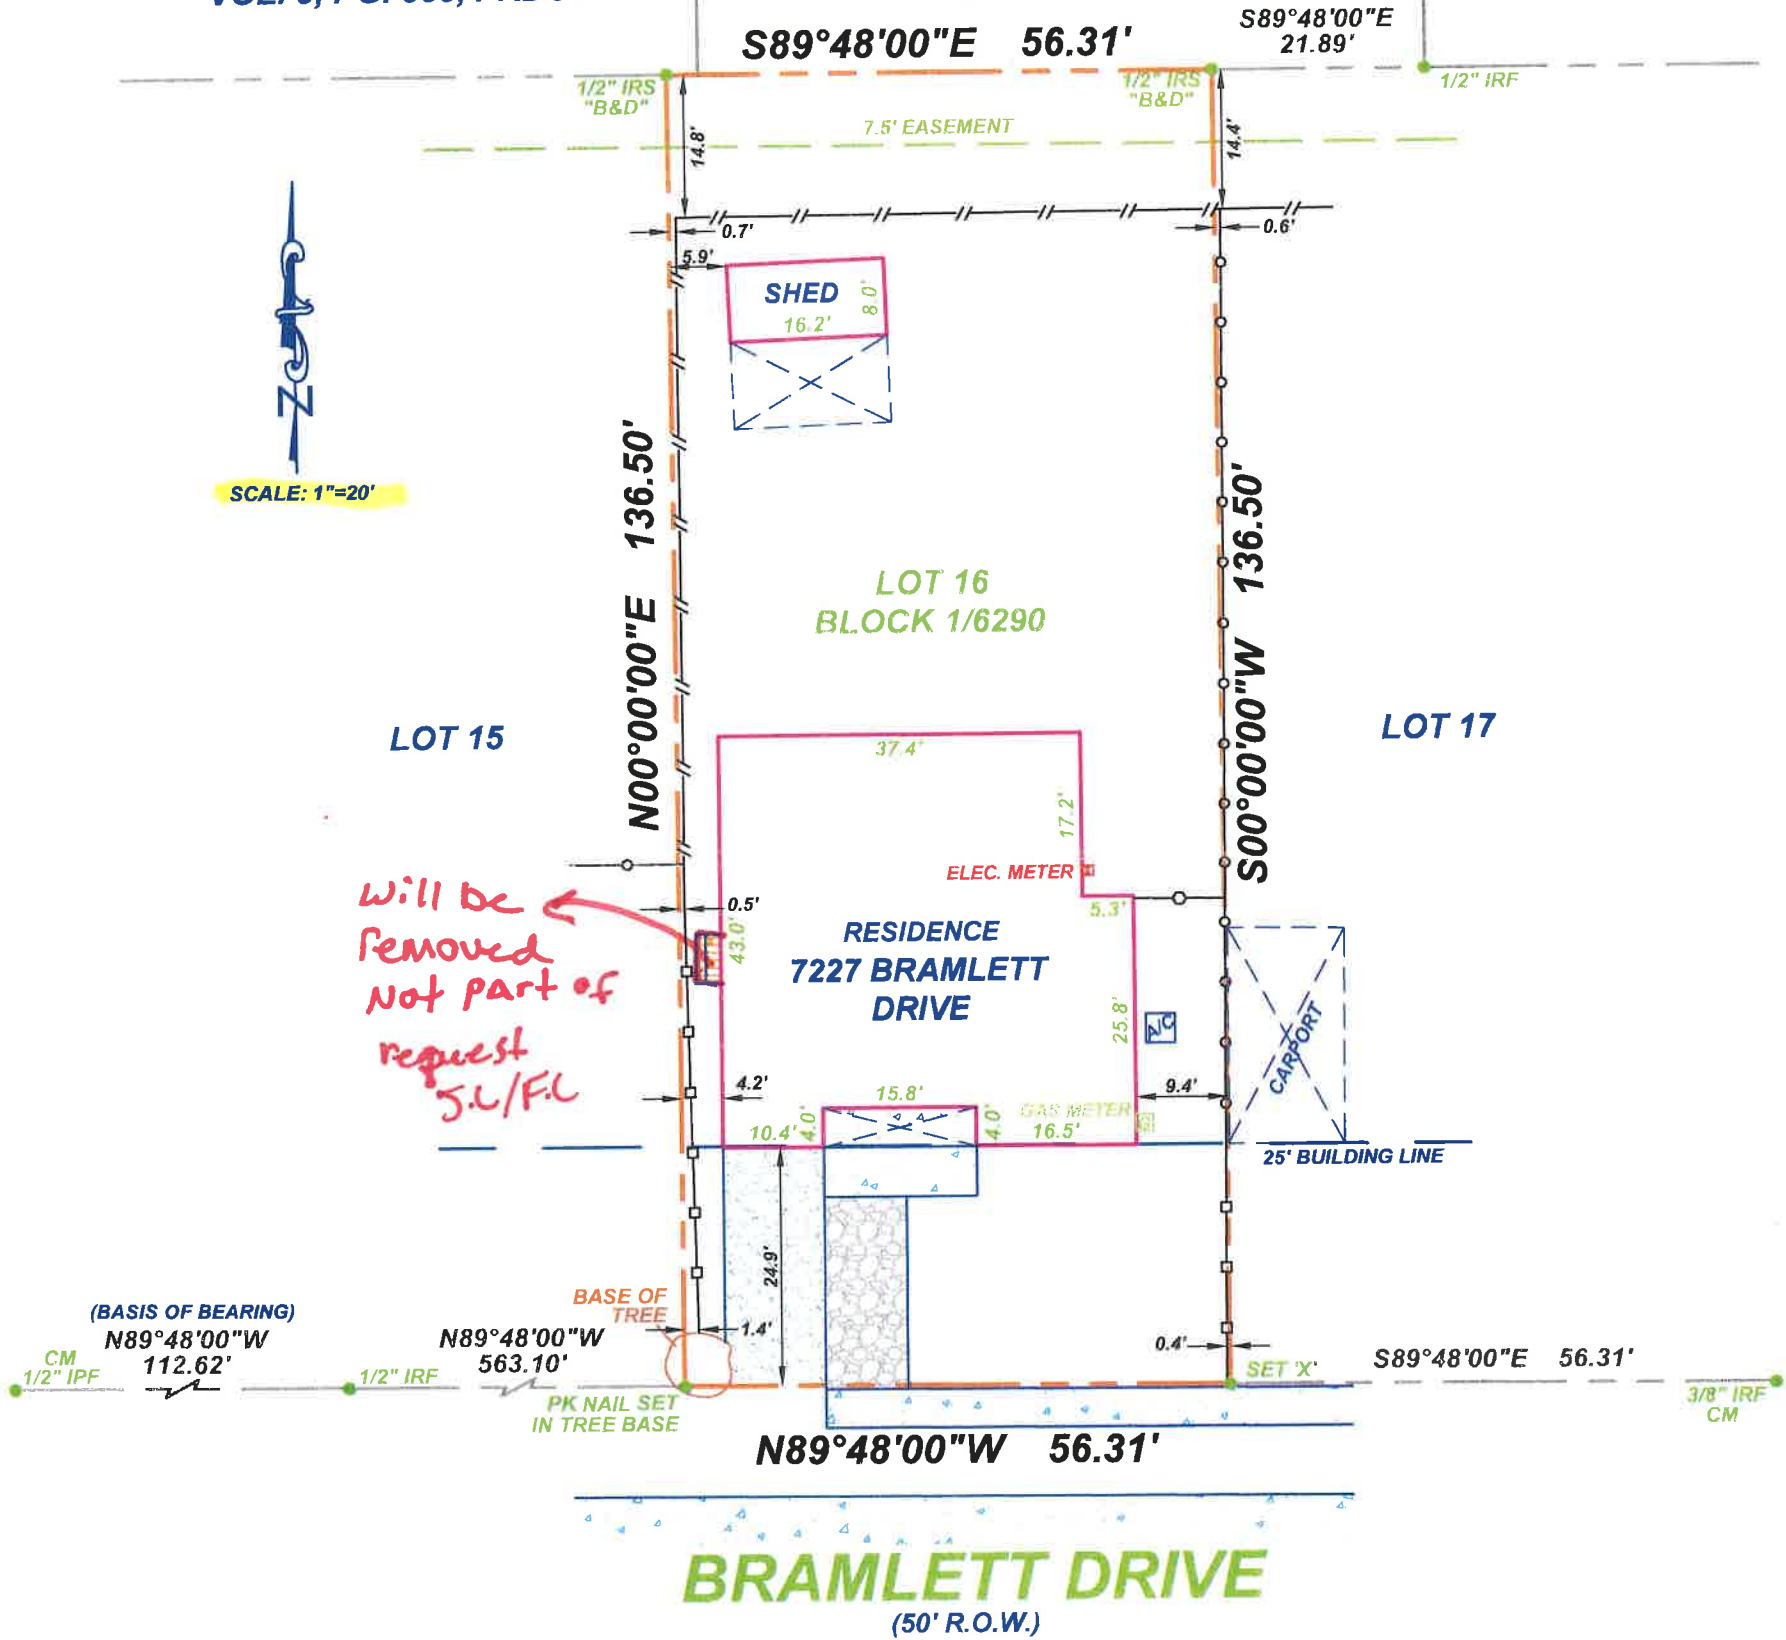 S89°48'00"E 56.31'
S89°48'00"E
21.89'
1/2" IRS
"B&D"
1/2" IRS
"B&D"
1/2" IRF
7.5' EASEMENT
14.8'
14.4'
0.7'
0.6'
5.9'
SHED
8.0'
16.2'
N
SCALE: 1"=20'
N00°00'00"E 136.50'
S00°00'00"W 136.50'
LOT 16
BLOCK 1/6290
LOT 15
LOT 17
37.4'
17.2'
ELEC. METER
5.3'
will be
removed
Not part of
request
J.L/F.L
0.5'
43.0'
RESIDENCE
7227 BRAMLETT
DRIVE
25.8'
A/C
CARPORT
4.2'
15.8'
9.4'
10.4'
4.0'
4.0'
GAS METER
16.5'
25' BUILDING LINE
24.9'
BASE OF
TREE
1.4'
0.4'
(BASIS OF BEARING)
N89°48'00"W
112.62'
N89°48'00"W
563.10'
CM
1/2" IPF
1/2" IRF
PK NAIL SET
IN TREE BASE
SET 'X'
S89°48'00"E 56.31'
3/8" IRF
CM
N89°48'00"W 56.31'
BRAMLETT DRIVE
(50' R.O.W.)